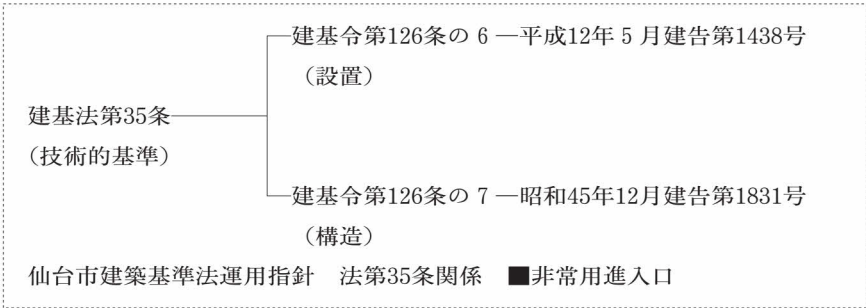 建基令第126条の6―平成12年5月建告第1438号
（設置）
建基法第35条
（技術的基準）
建基令第126条の7―昭和45年12月建告第1831号
（構造）
仙台市建築基準法運用指針　法第35条関係　■非常用進入口